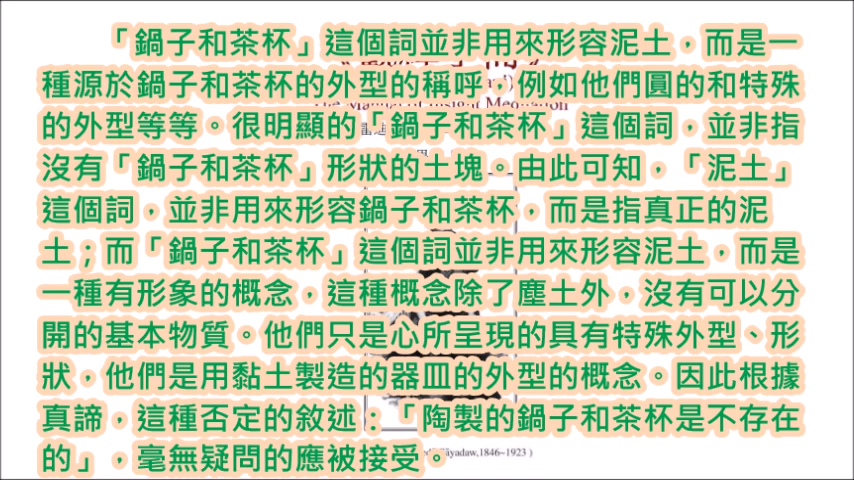 「鍋子和茶杯」這個詞並非用來形容泥土，而是一
種源於鍋子和茶杯的外型的稱呼，例如他們圓的和特殊
的外型等等。很明顯的「鍋子和茶杯」這個詞，並非指
沒有「鍋子和茶杯」形狀的土塊。由此可知，「泥土」
這個詞，並非用來形容鍋子和茶杯，而是指真正的泥
土；而「鍋子和茶杯」這個詞並非用來形容泥土，而是
一種有形象的概念，這種概念除了塵土外，沒有可以分
開的基本物質。他們只是心所呈現的具有特殊外型、形
狀，他們是用黏土製造的器皿的外型的概念。因此根據
真諦，這種否定的敘述：「陶製的鍋子和茶杯是不存在
的」，毫無疑問的應被接受。
yadaw,1846−1923 )